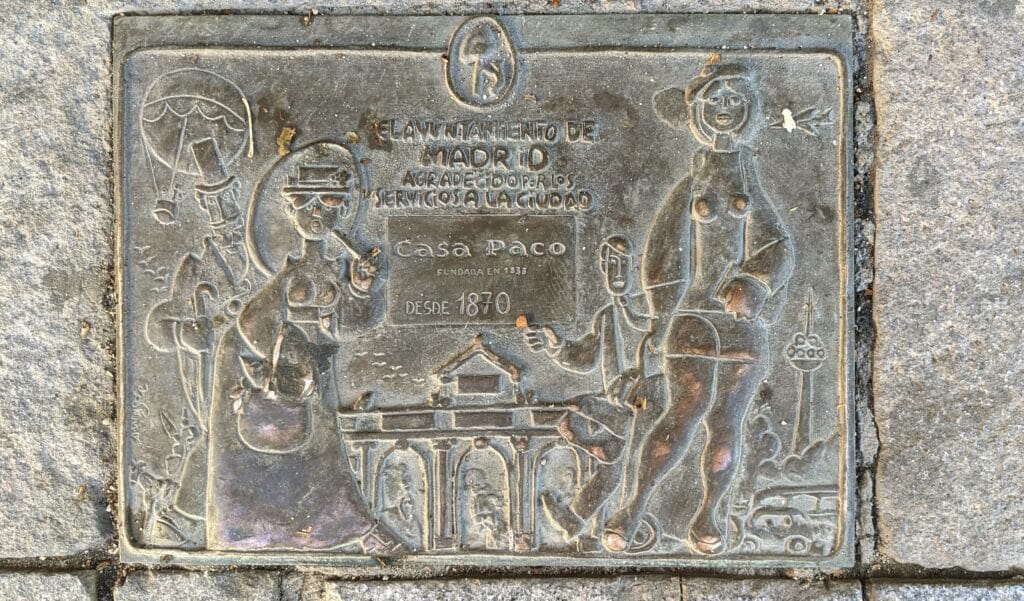 EL AYUNTAMIENTO DE
MADRID
AGRADECIDO POR LOS
SERVICIOS A LA CIUDAD
Casa Paco
DESDE 1870